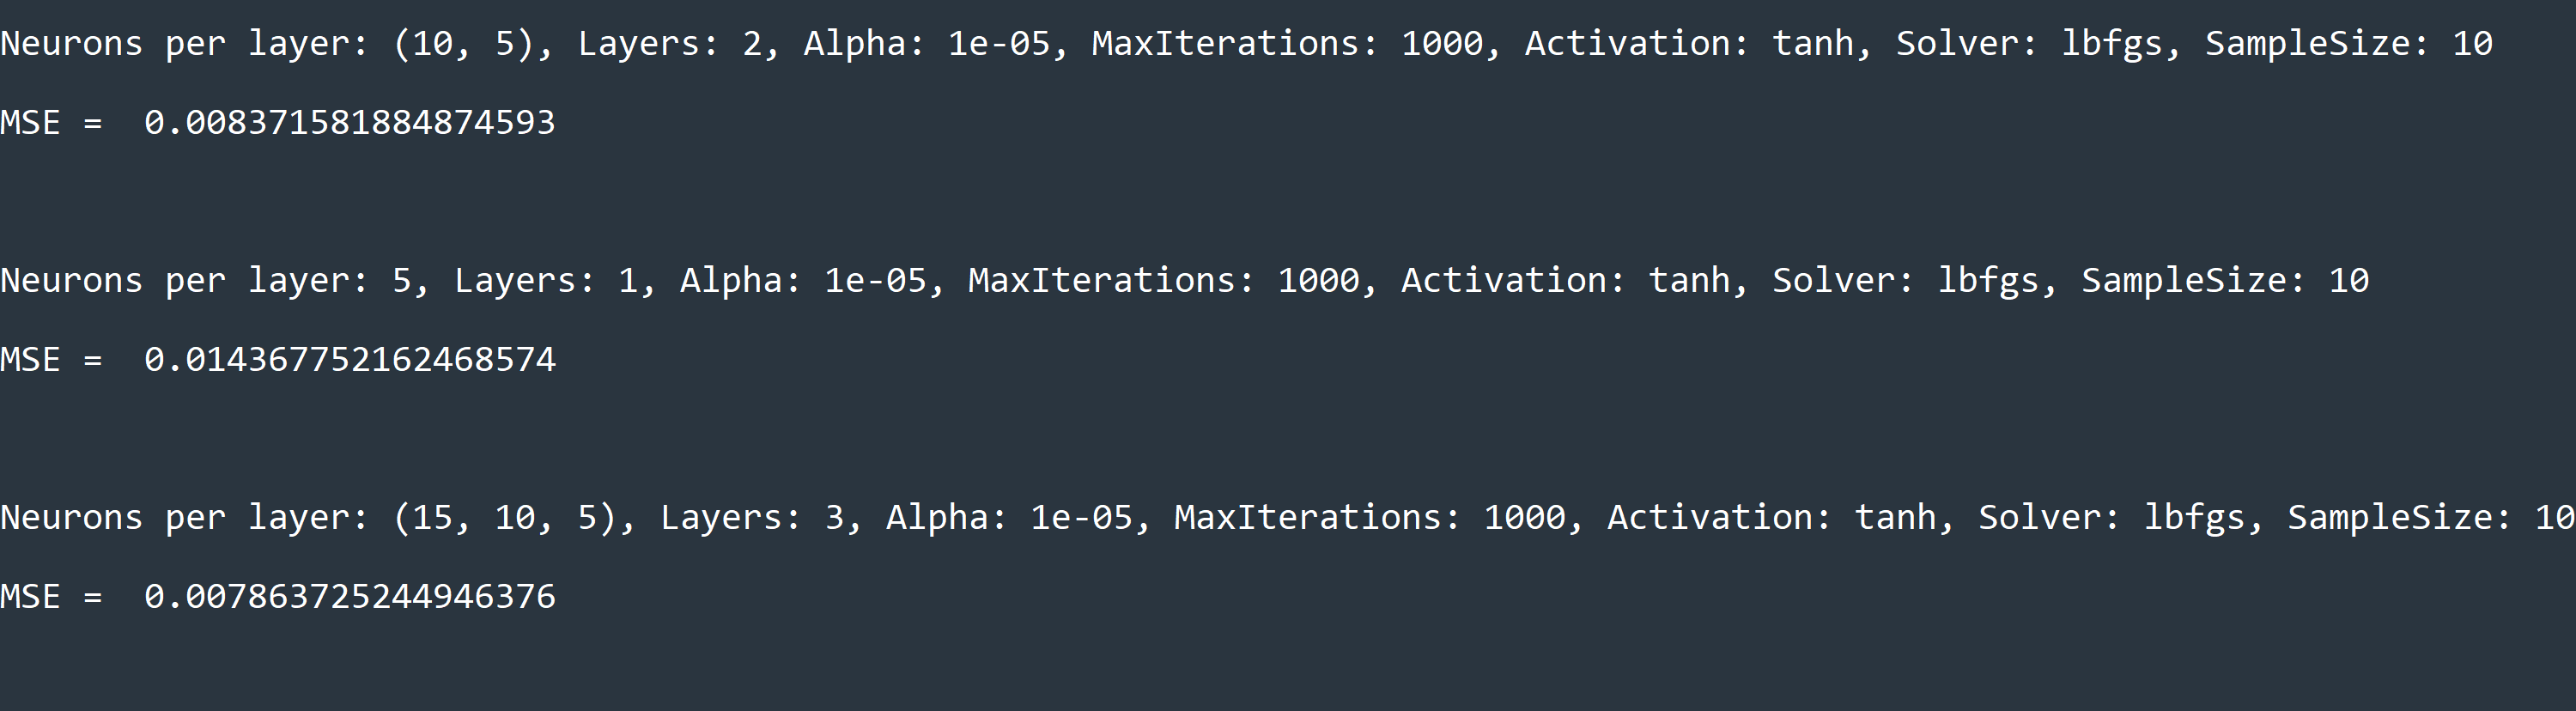 Neurons per layer: (10, 5), Layers: 2, Alpha: 1e-05, MaxIterations: 1000, Activation: tanh, Solver: lbfgs, SampleSize: 10
MSE =  0.008371581884874593
Neurons per layer: 5, Layers: 1, Alpha: 1e-05, MaxIterations: 1000, Activation: tanh, Solver: lbfgs, SampleSize: 10
MSE =  0.014367752162468574
Neurons per layer: (15, 10, 5), Layers: 3, Alpha: 1e-05, MaxIterations: 1000, Activation: tanh, Solver: lbfgs, SampleSize: 10
MSE =  0.007863725244946376